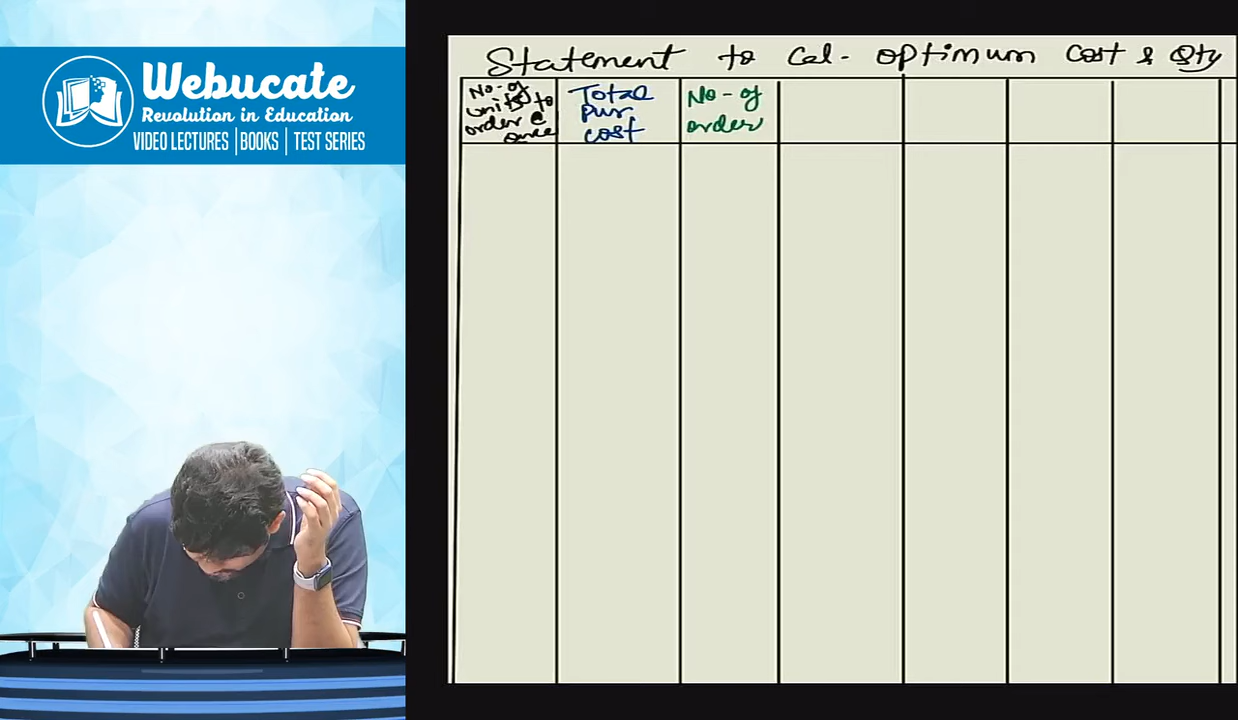 Webucate
Revolution in Education
VIDEO LECTURES | BOOKS | TEST SERIES
Statement to Cal. optimum Cost & Qty
No-of
units to
order @
once
Total
Pur
cost
No-of
order